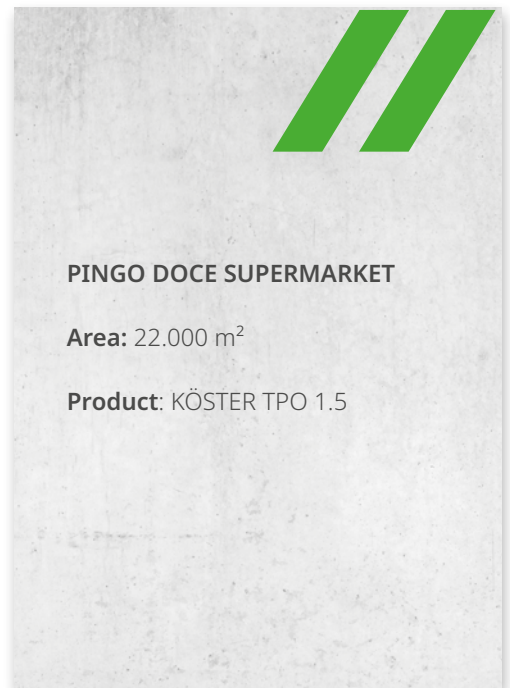 PINGO DOCE SUPERMARKET
Area: 22.000 m²
Product: KÖSTER TPO 1.5